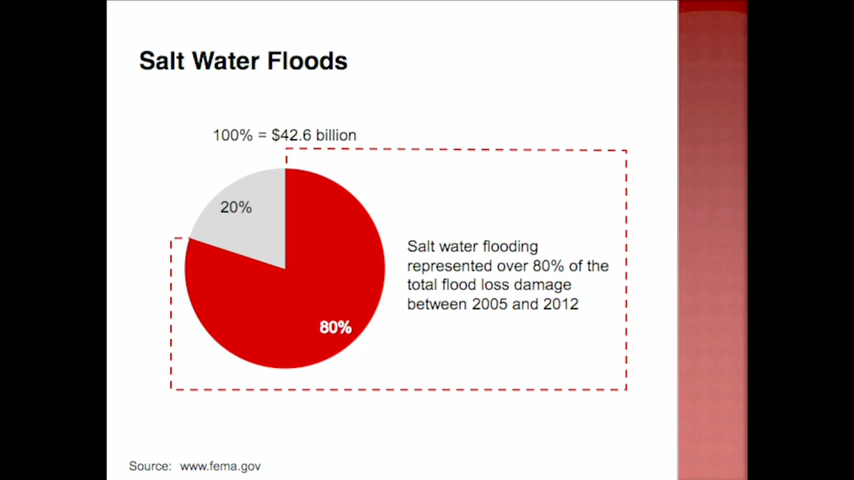 Salt Water Floods
100% = $42.6 billion
20%
Salt water flooding
represented over 80% of the
total flood loss damage
between 2005 and 2012
80%
Source: www.fema.gov